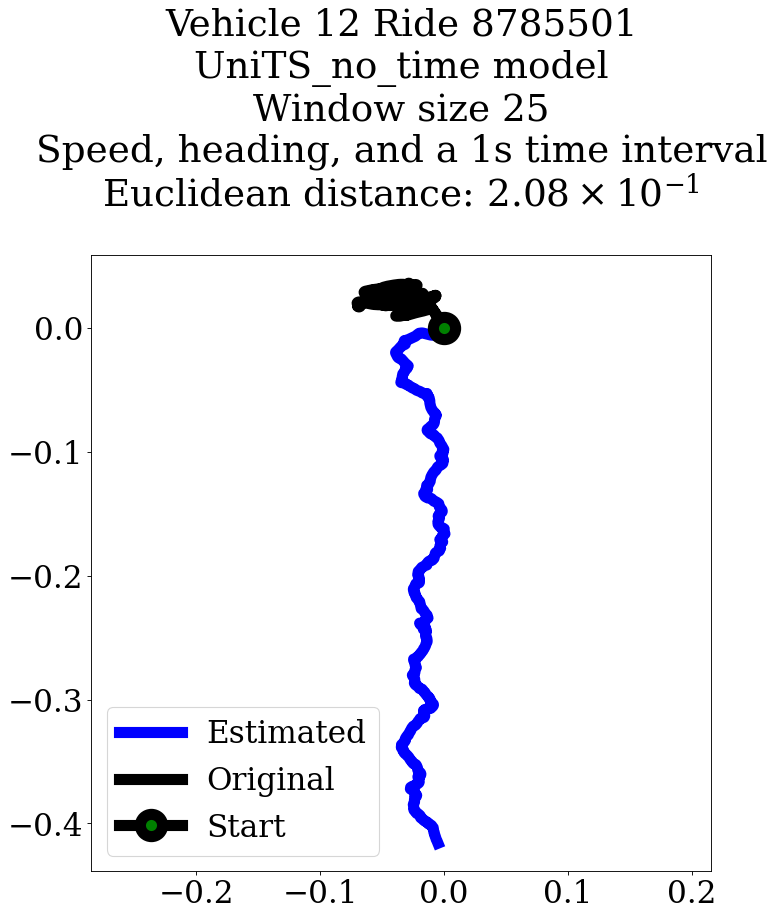 Vehicle 12 Ride 8785501
UniTS_no_time model
Window size 25
Speed, heading, and a 1s time interval
Euclidean distance: 2.08 × 10⁻¹
0.0
−0.1
−0.2
−0.3
−0.4
Estimated
Original
Start
−0.2 −0.1 0.0 0.1 0.2